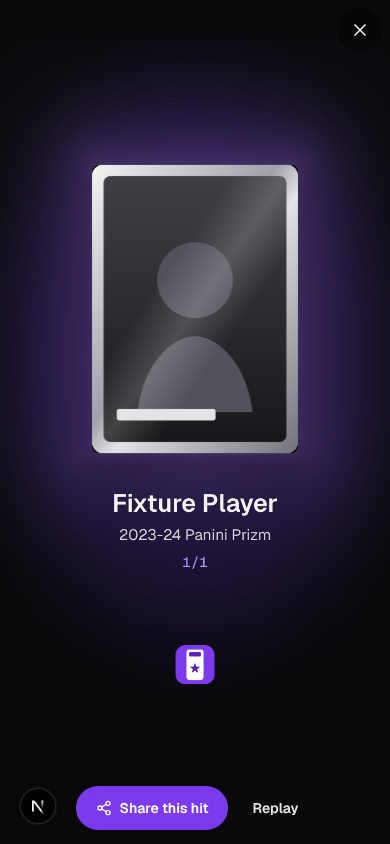 Fixture Player
2023-24 Panini Prizm
1/1
N
Share this hit
Replay